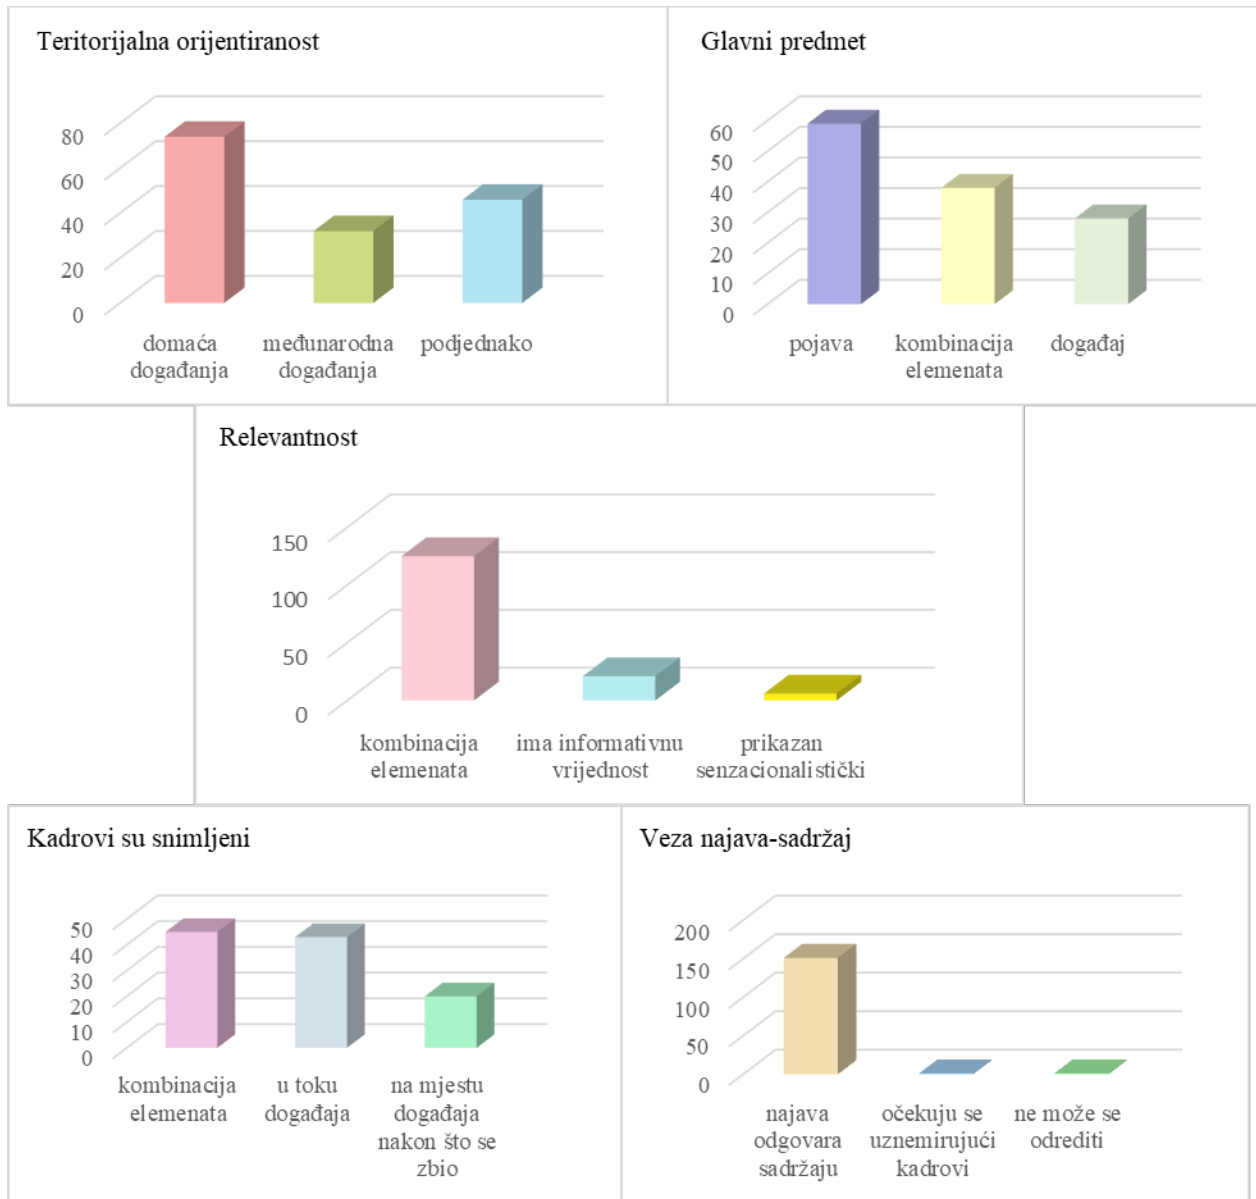 Teritorijalna orijentiranost
80
60
40
20
0
domaća
događanja
međunarodna
događanja
podjednako
Glavni predmet
60
50
40
30
20
10
0
pojava
kombinacija
elemenata
događaj
Relevantnost
150
100
50
0
kombinacija
elemenata
ima informativnu
vrijednost
prikazan
senzacionalistički
Kadrovi su snimljeni
50
40
30
20
10
0
kombinacija
elemenata
u toku
događaja
na mjestu
događaja
nakon što se
zbio
Veza najava-sadržaj
200
150
100
50
0
najava
odgovara
sadržaju
očekuju se
uznemirujući
kadrovi
ne može se
odrediti